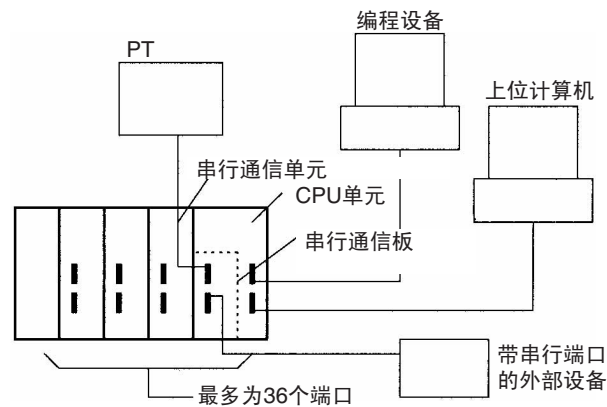 编程设备
PT
上位计算机
串行通信单元
CPU单元
串行通信板
带串行端口
的外部设备
最多为36个端口